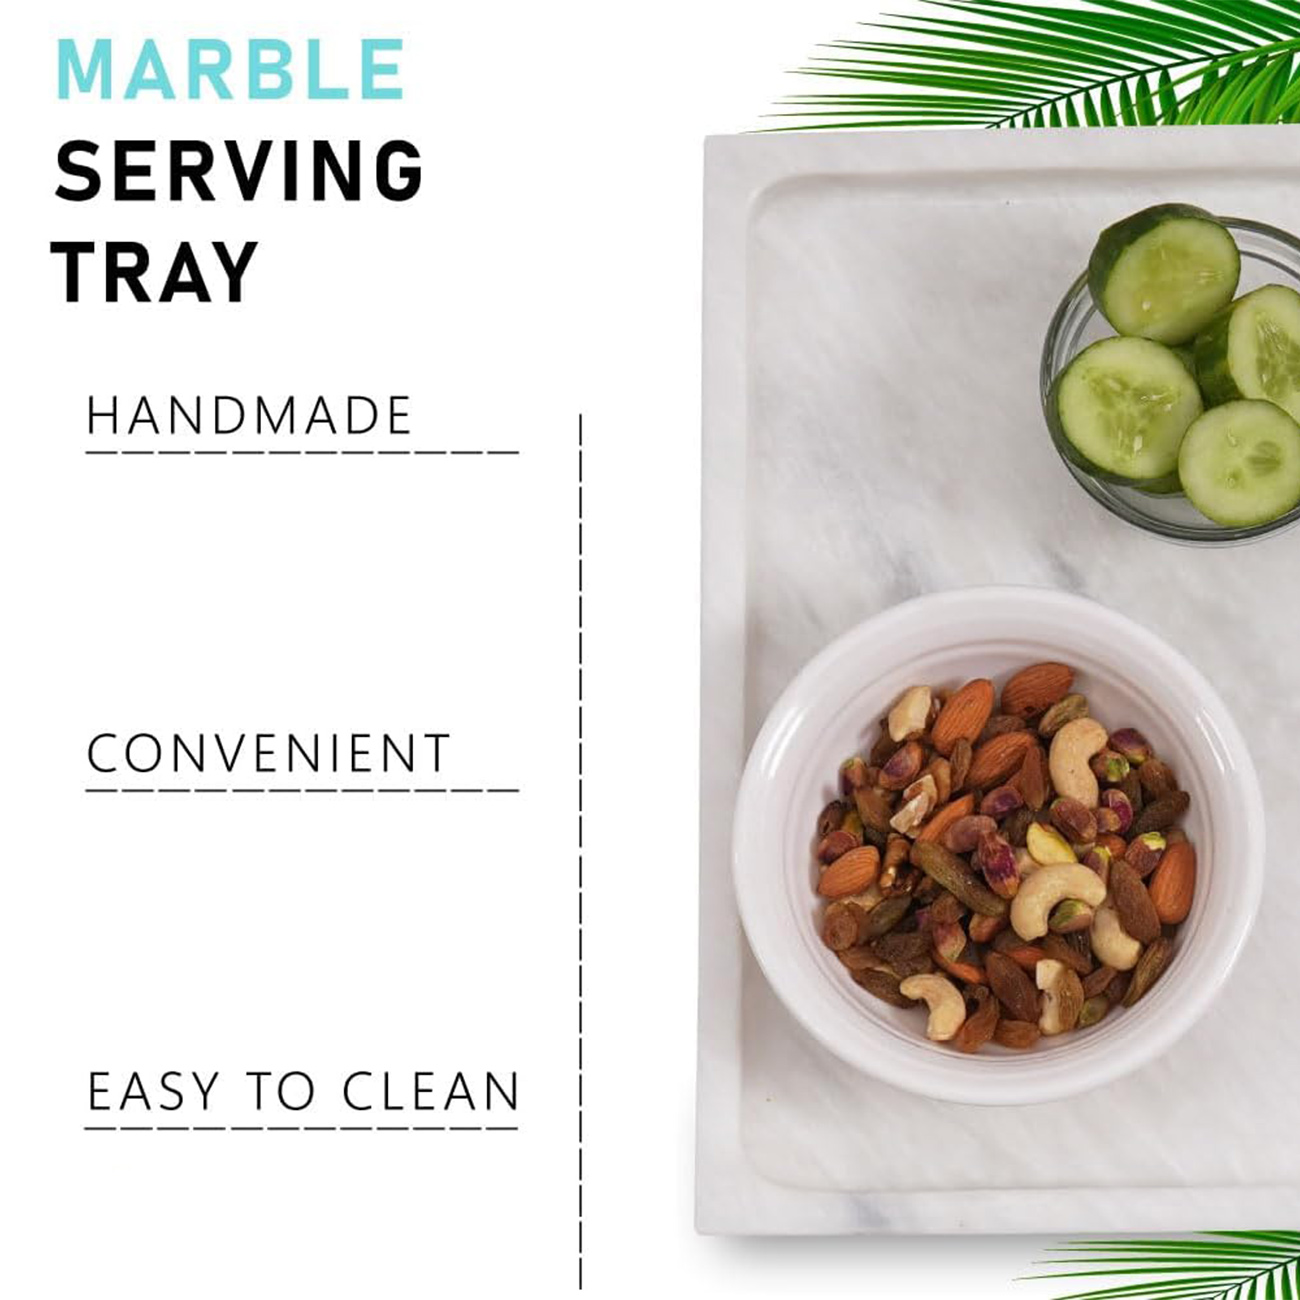 MARBLE
SERVING
TRAY
HANDMADE
CONVENIENT
EASY TO CLEAN